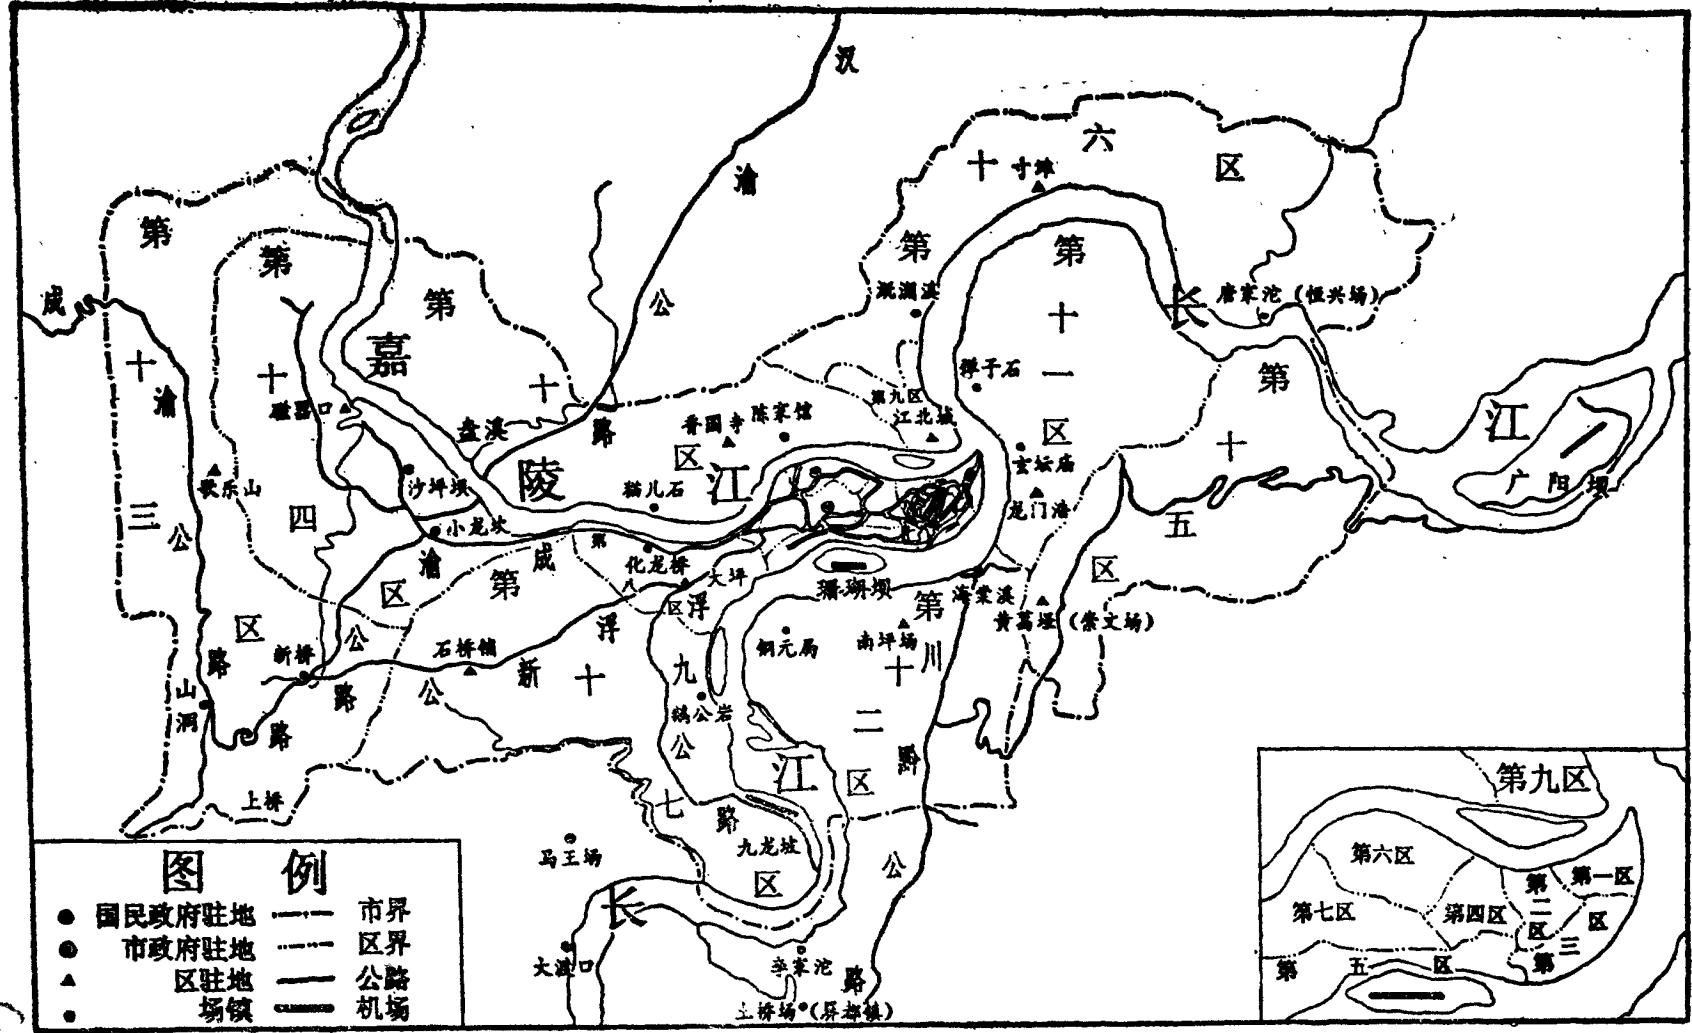 汉渝公路
成渝公路
嘉陵江
长江
长江
第十三区
第十四区
第十区
第十六区
第十一区
第十五区
第十二区
第十七区
第八区
第九区
寸滩
溉澜溪
唐家沱（恒兴场）
弹子石
江北城
玄坛庙
龙门浩
海棠溪
黄葛垭（崇文场）
南坪场
铜元局
珊瑚坝
广阳坝
磁器口
盘溪
晋国寺
陈家馆
猫儿石
歌乐山
沙坪坝
小龙坎
化龙桥
大坪
石桥铺
新桥
山洞
上桥
鹅公岩
九龙坡
马王场
大渡口
李家沱
土桥场
成渝公路
新浮公路
浮九公路
川黔公路
图例
国民政府驻地
市界
市政府驻地
区界
区驻地
公路
场镇
机场
第九区
第六区
第一区
第二区
第七区
第四区
第三区
第五区